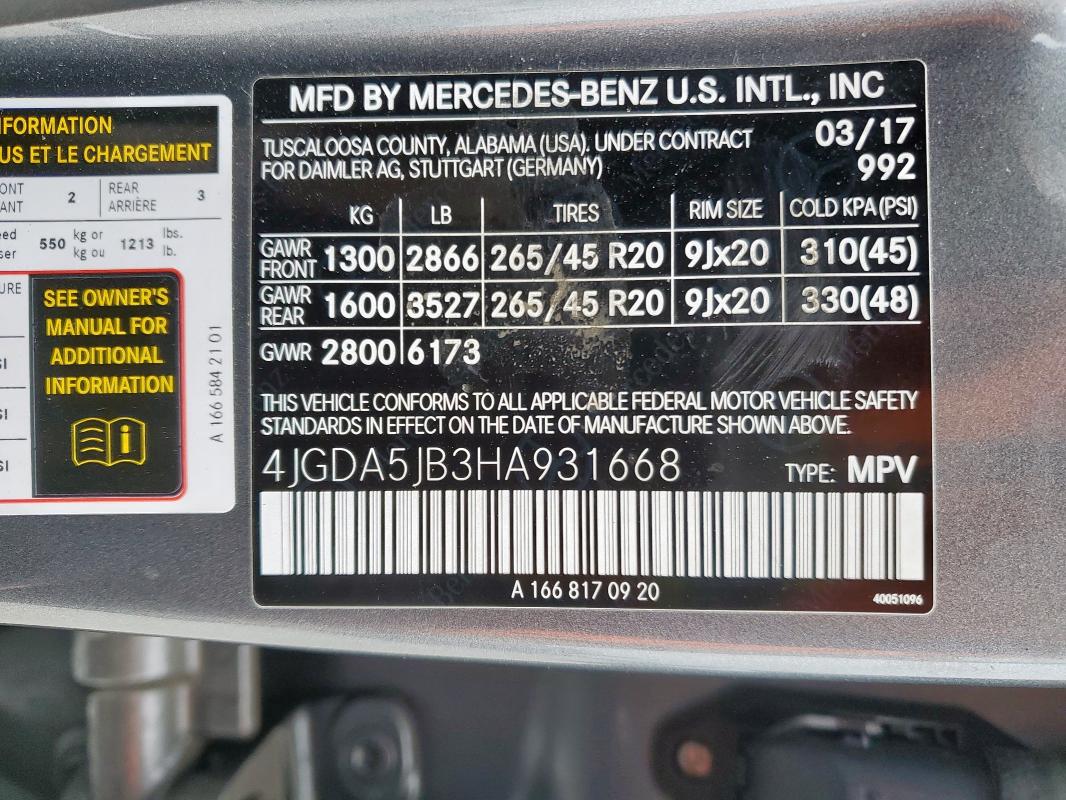 MFD BY MERCEDES-BENZ U.S. INTL., INC
TUSCALOOSA COUNTY, ALABAMA (USA). UNDER CONTRACT
FOR DAIMLER AG, STUTTGART (GERMANY)
03/17
992
KG LB TIRES RIM SIZE COLD KPA (PSI)
GAWR FRONT 1300 2866 265/45 R20 9Jx20 310(45)
GAWR REAR 1600 3527 265/45 R20 9Jx20 330(48)
GVWR 2800 6173
THIS VEHICLE CONFORMS TO ALL APPLICABLE FEDERAL MOTOR VEHICLE SAFETY
STANDARDS IN EFFECT ON THE DATE OF MANUFACTURE SHOWN ABOVE.
4JGDA5JB3HA931668 TYPE: MPV
A 166 817 09 20
40051096
US ET LE CHARGEMENT
2 REAR 3
ARRIÈRE
550 kg or 1213 lbs.
kg ou lb.
SEE OWNER'S
MANUAL FOR
ADDITIONAL
INFORMATION
A 166 584 21 01